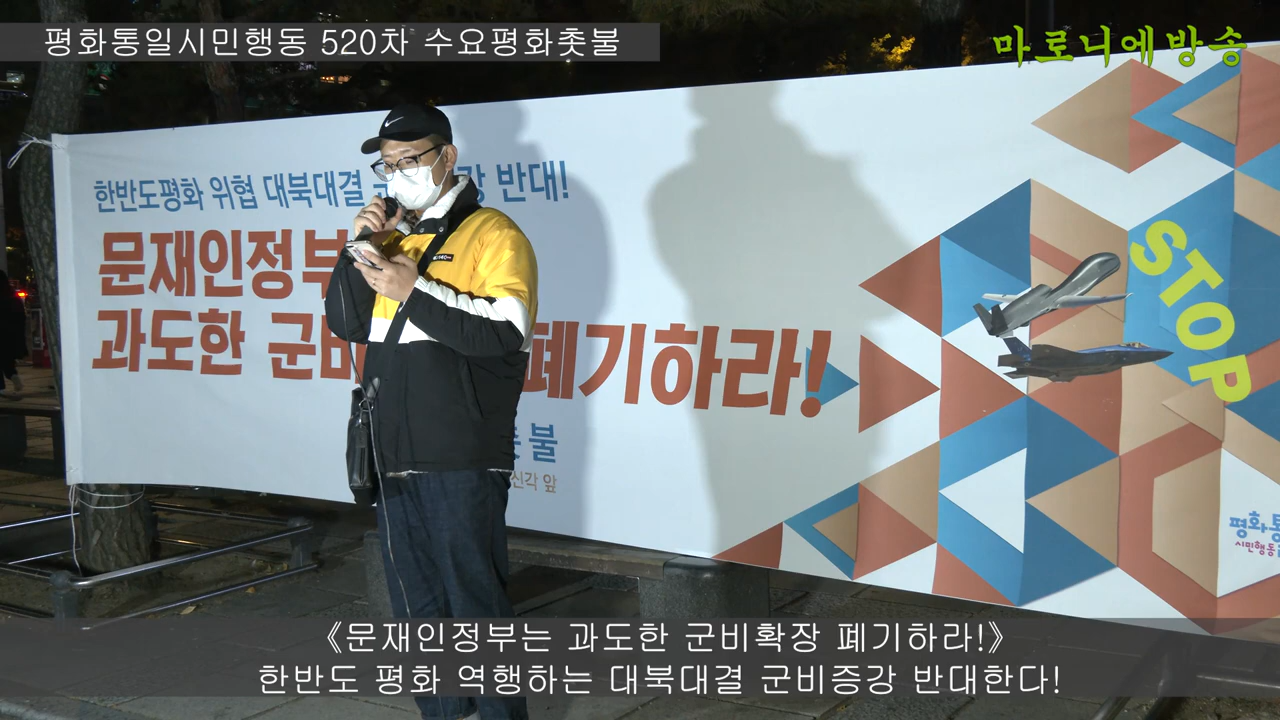 평화통일시민행동 520차 수요평화촛불
마로니에방송
한반도평화 위협 대북대결 반대!
문재인정부
과도한 군비 폐기하라!
불
신각 앞
STOP
평화통
시민행동
《문재인정부는 과도한 군비확장 폐기하라!》
한반도 평화 역행하는 대북대결 군비증강 반대한다!